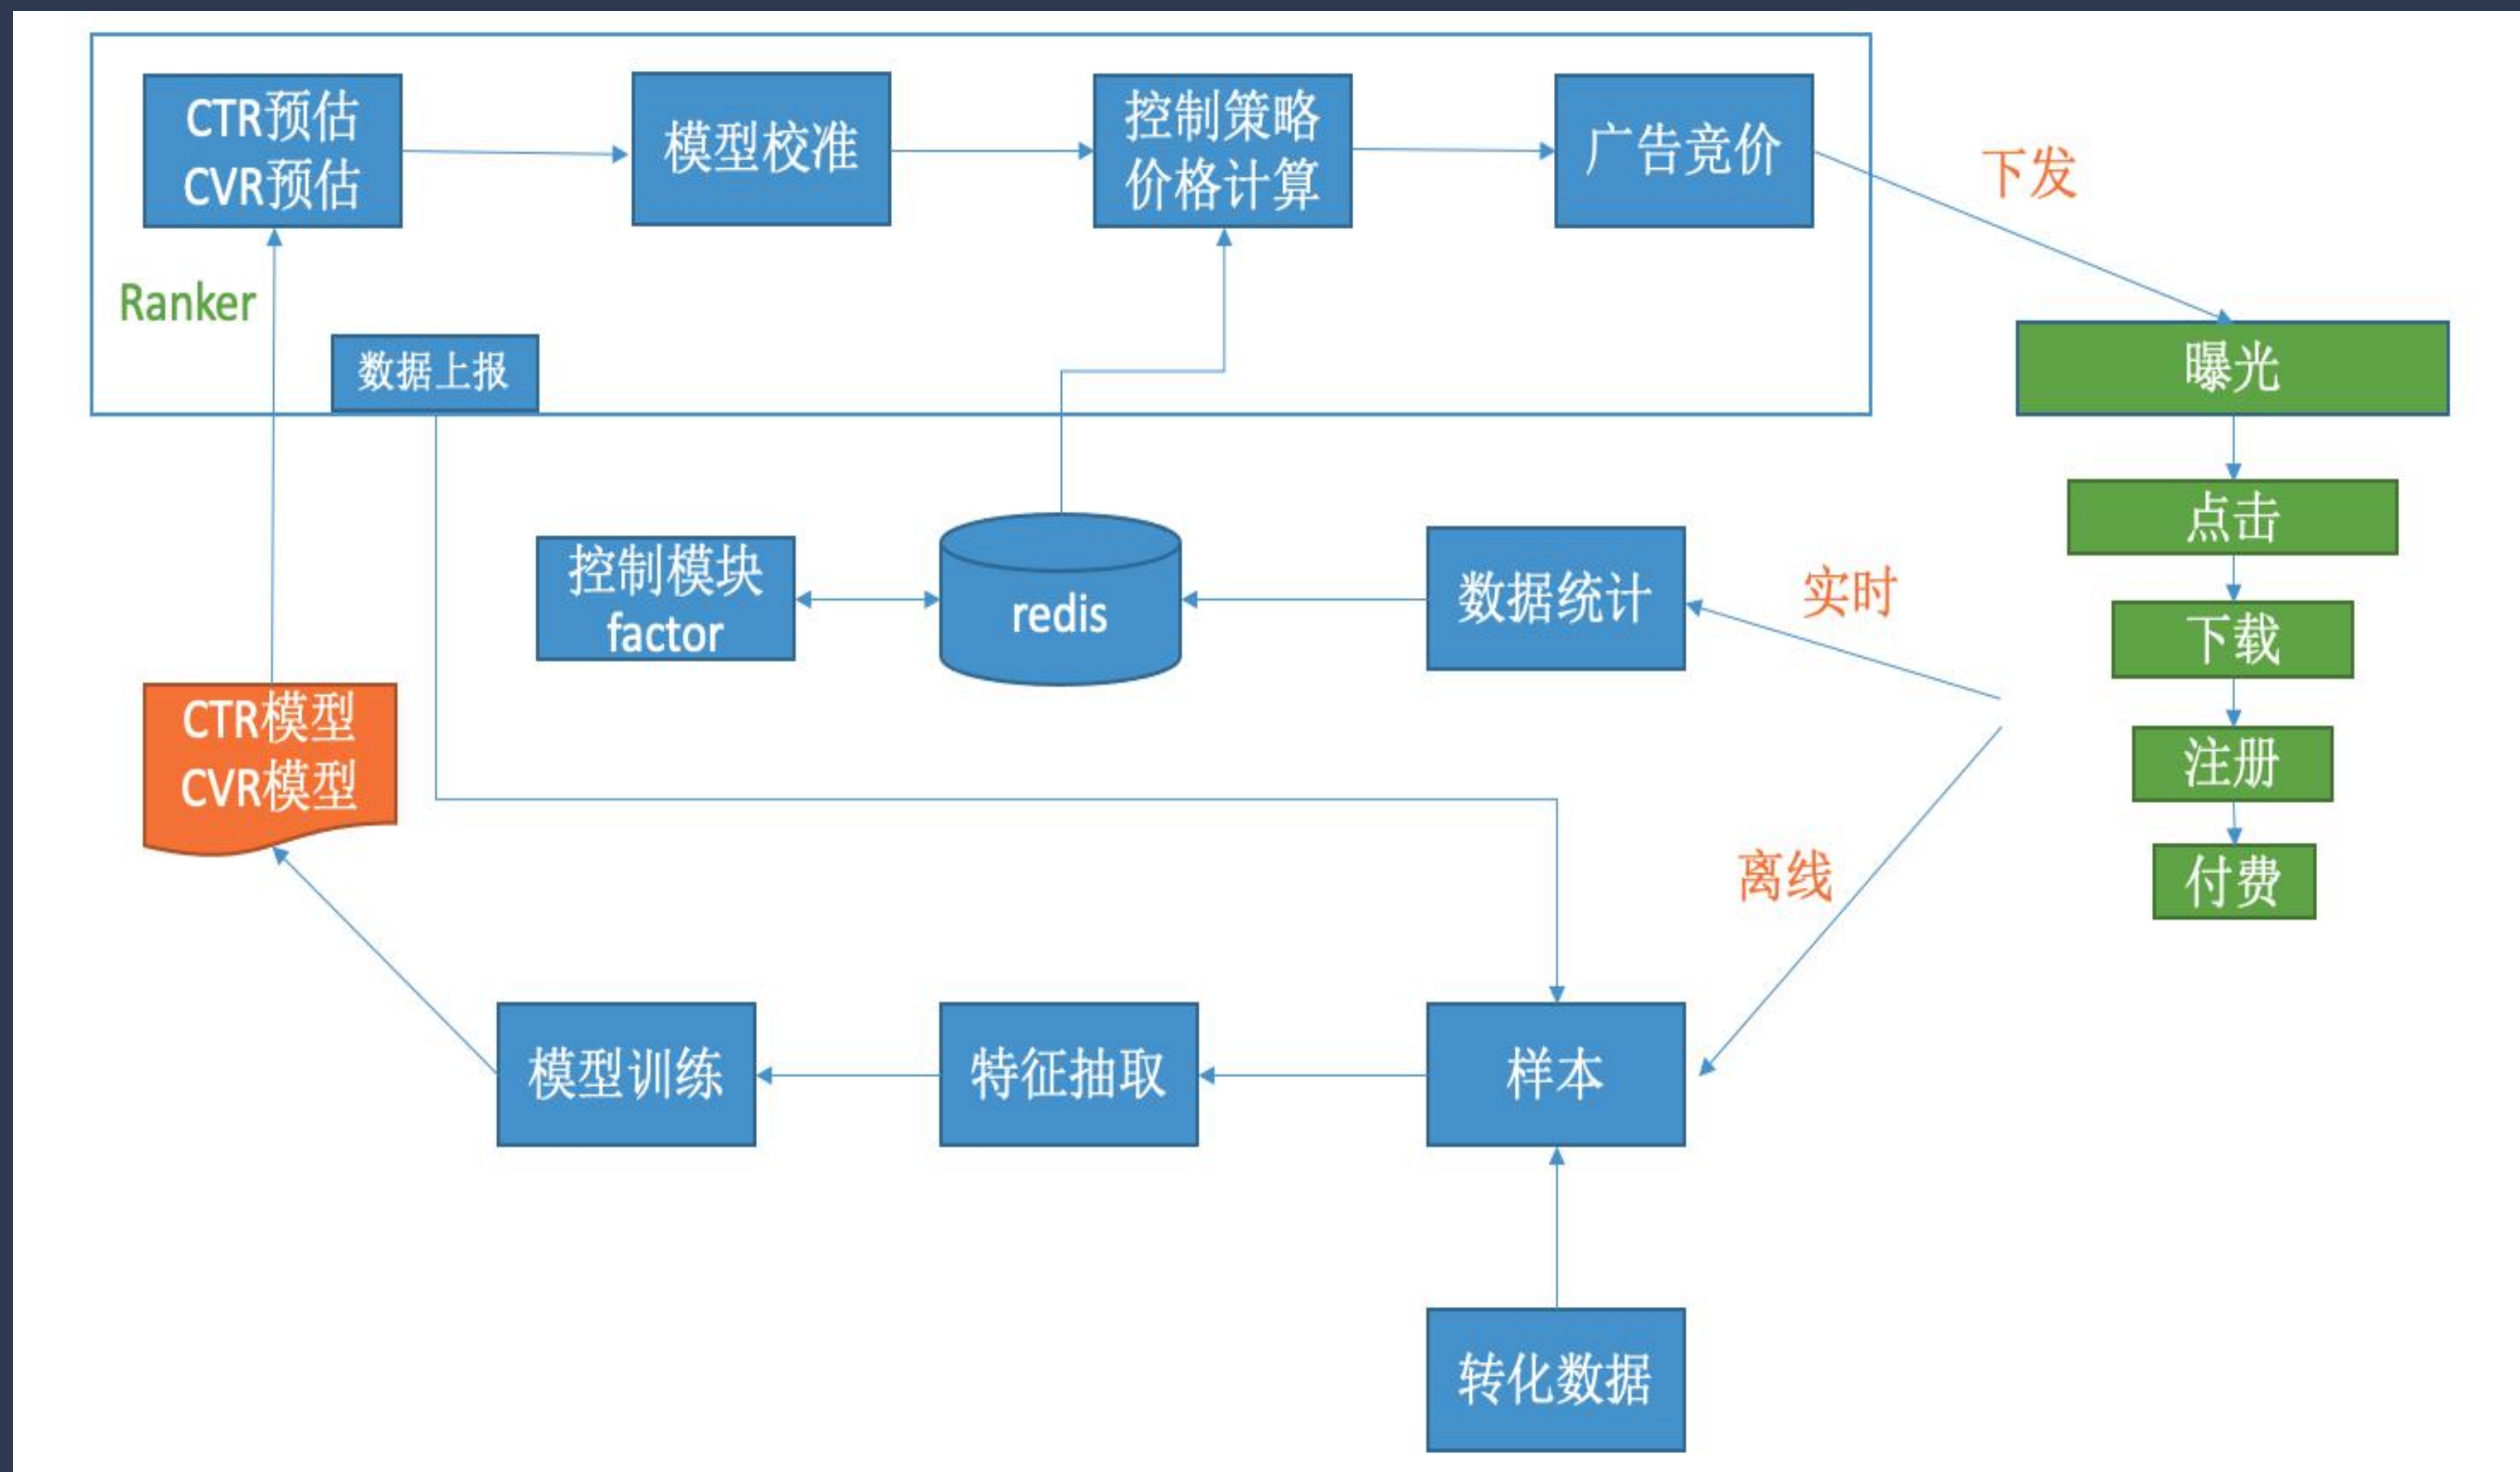 CTR预估
CVR预估
模型校准
控制策略
价格计算
广告竞价
下发
Ranker
数据上报
曝光
点击
下载
注册
付费
控制模块
factor
redis
数据统计
实时
CTR模型
CVR模型
离线
模型训练
特征抽取
样本
转化数据